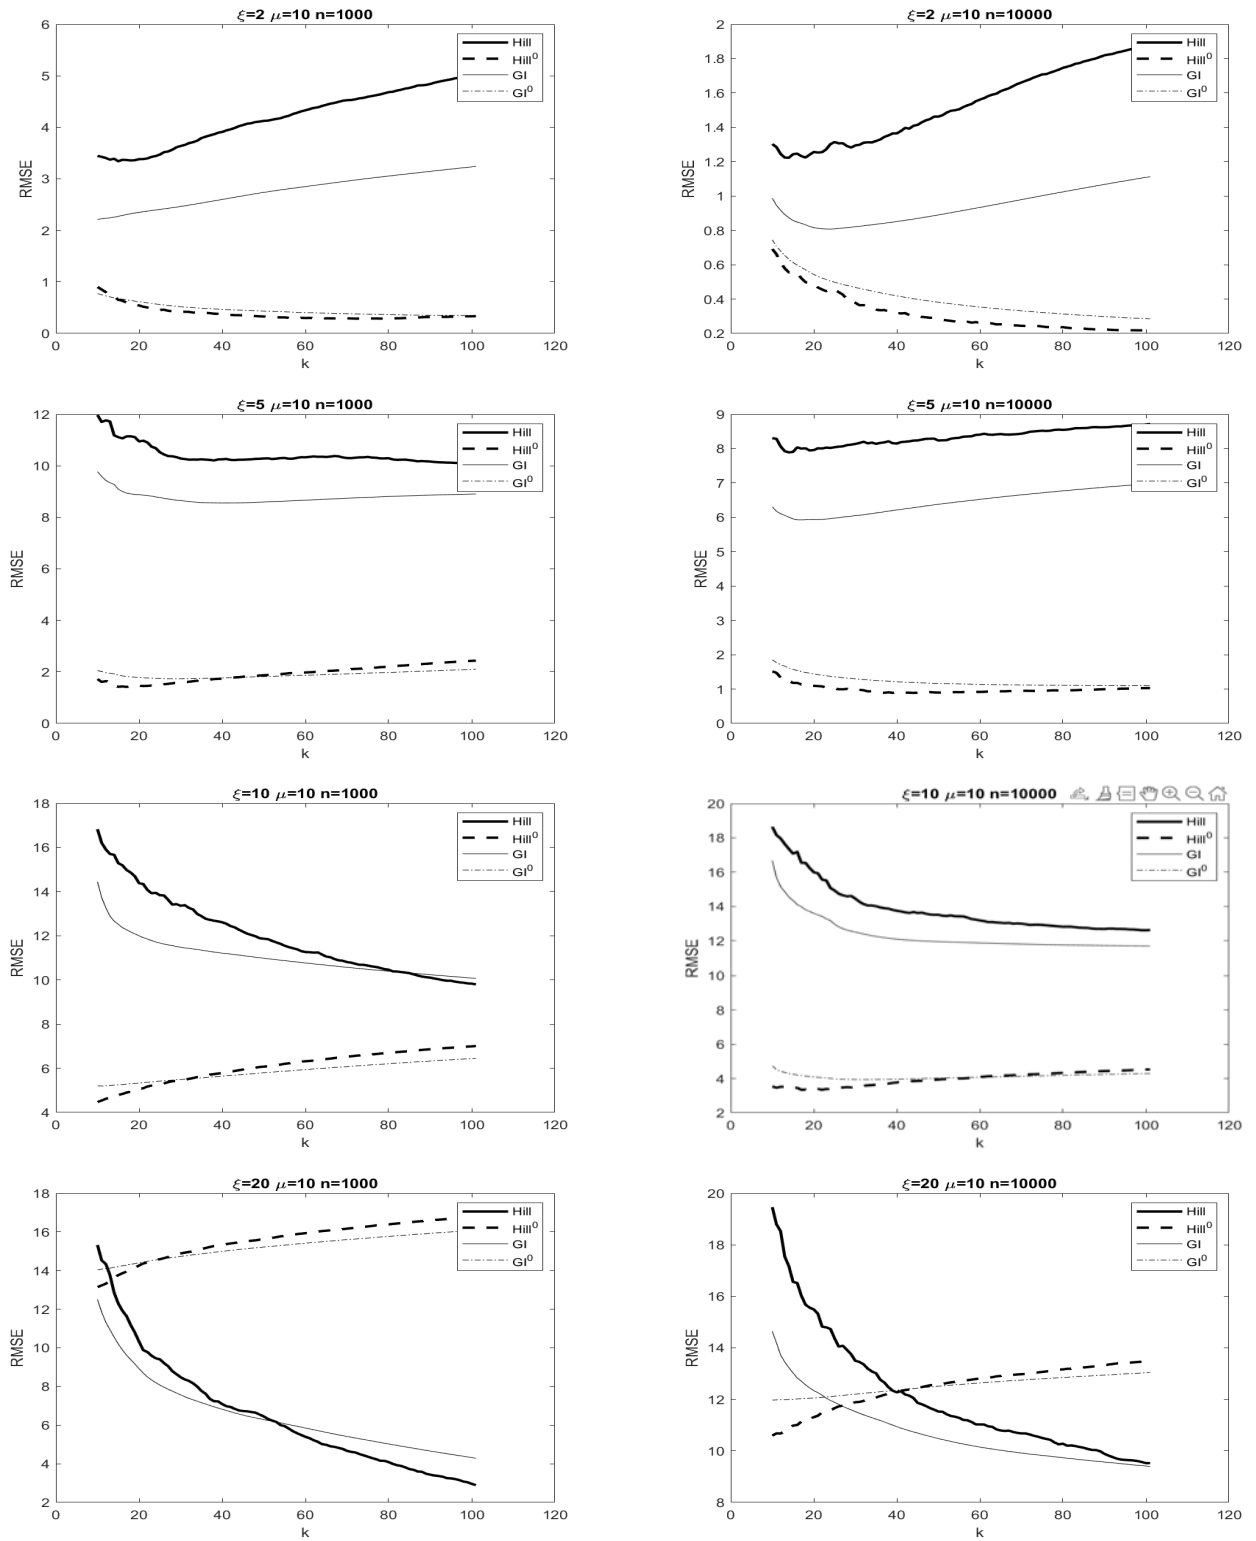 ξ=2 μ=10 n=1000
RMSE
6
5
4
3
2
1
0
Hill
Hill⁰
GI
GI⁰
0 20 40 60 80 100 120
k
ξ=2 μ=10 n=10000
RMSE
2
1.8
1.6
1.4
1.2
1
0.8
0.6
0.4
0.2
Hill
Hill⁰
GI
GI⁰
0 20 40 60 80 100 120
k
ξ=5 μ=10 n=1000
RMSE
12
10
8
6
4
2
0
Hill
Hill⁰
GI
GI⁰
0 20 40 60 80 100 120
k
ξ=5 μ=10 n=10000
RMSE
9
8
7
6
5
4
3
2
1
0
Hill
Hill⁰
GI
GI⁰
0 20 40 60 80 100 120
k
ξ=10 μ=10 n=1000
RMSE
18
16
14
12
10
8
6
4
Hill
Hill⁰
GI
GI⁰
0 20 40 60 80 100 120
k
ξ=10 μ=10 n=10000
RMSE
20
18
16
14
12
10
8
6
4
2
Hill
Hill⁰
GI
GI⁰
0 20 40 60 80 100 120
k
ξ=20 μ=10 n=1000
RMSE
18
16
14
12
10
8
6
4
2
Hill
Hill⁰
GI
GI⁰
0 20 40 60 80 100 120
k
ξ=20 μ=10 n=10000
RMSE
20
18
16
14
12
10
8
Hill
Hill⁰
GI
GI⁰
0 20 40 60 80 100 120
k